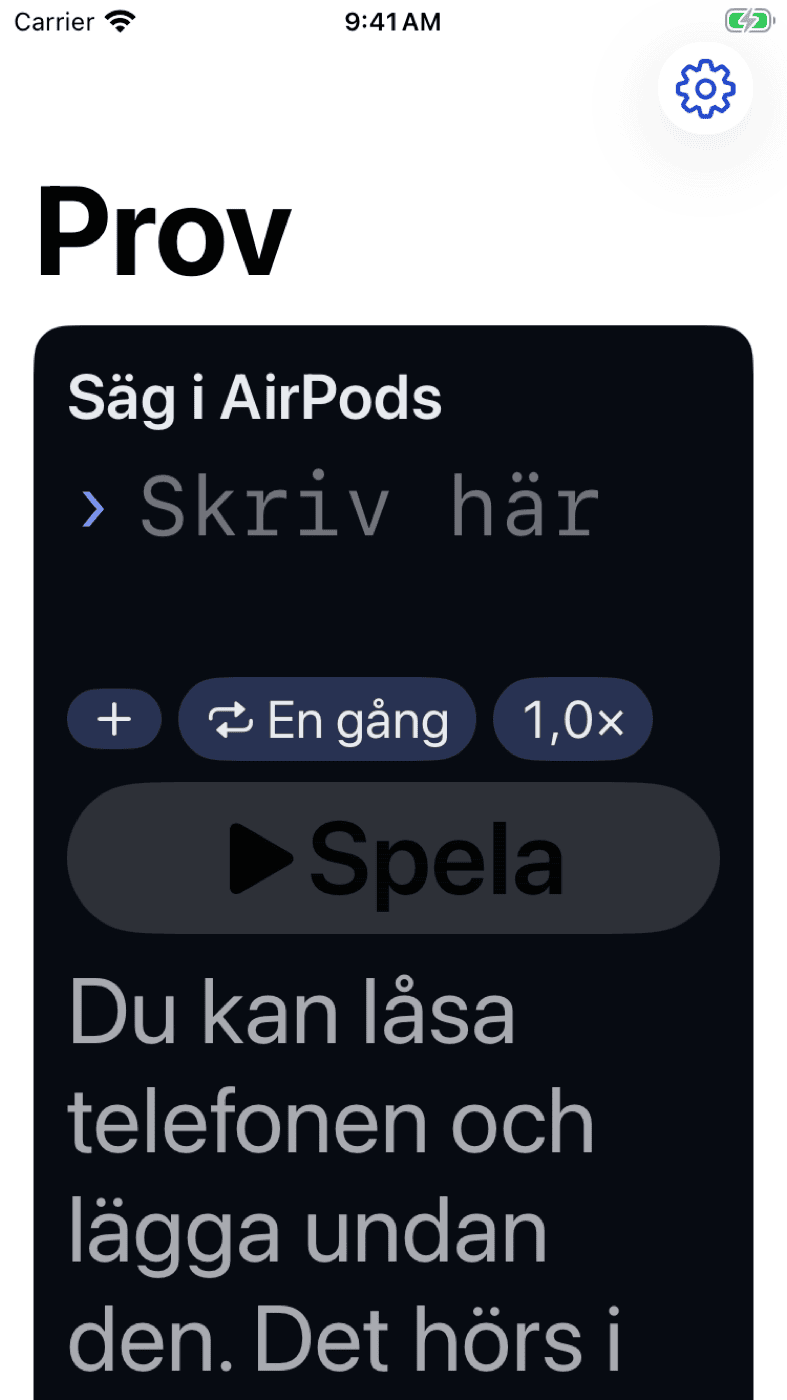 Carrier 9:41 AM
Prov
Säg i AirPods
› Skriv här
+ En gång 1,0×
Spela
Du kan låsa
telefonen och
lägga undan
den. Det hörs i